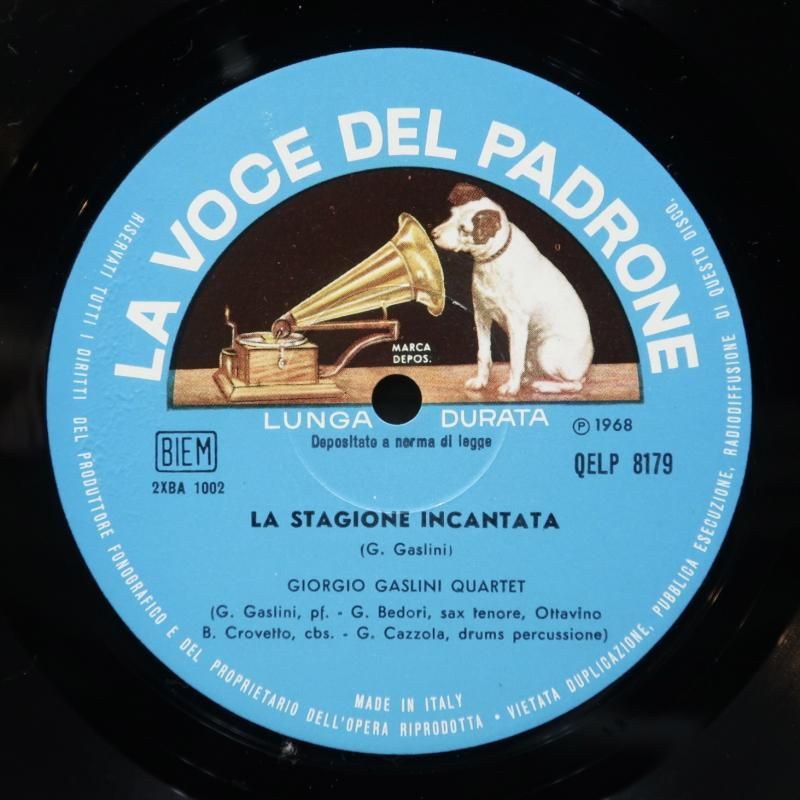 LA VOCE DEL PADRONE
MARCA
DEPOS.
LUNGA DURATA
Depositato a norma di legge
℗ 1968
BIEM
QELP 8179
2XBA 1002
LA STAGIONE INCANTATA
(G. Gaslini)
GIORGIO GASLINI QUARTET
(G. Gaslini, pf. - G. Bedori, sax tenore, Ottavino
B. Crovetto, cbs. - G. Cazzola, drums percussione)
MADE IN ITALY
RISERVATI TUTTI I DIRITTI DEL PRODUTTORE FONOGRAFICO E DEL PROPRIETARIO DELL'OPERA RIPRODOTTA • VIETATA DUPLICAZIONE, PUBBLICA ESECUZIONE, RADIODIFFUSIONE DI QUESTO DISCO.